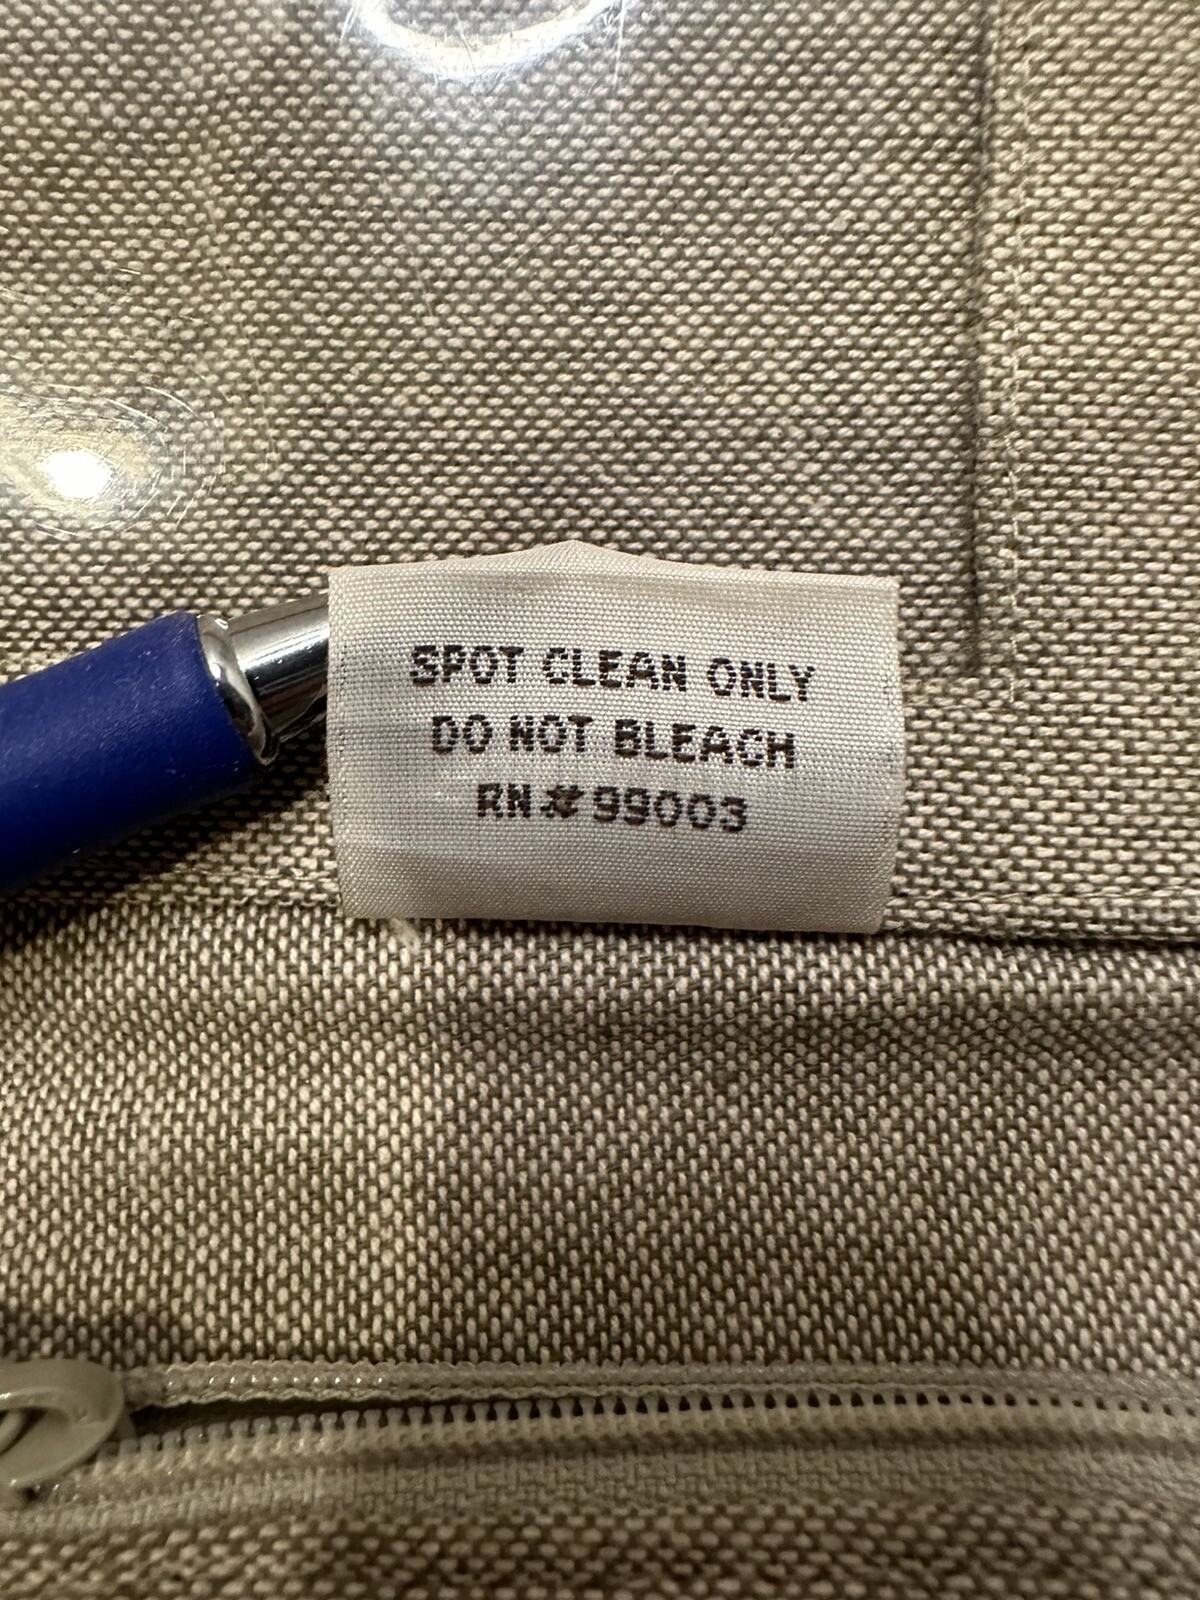 SPOT CLEAN ONLY
DO NOT BLEACH
RN#99003